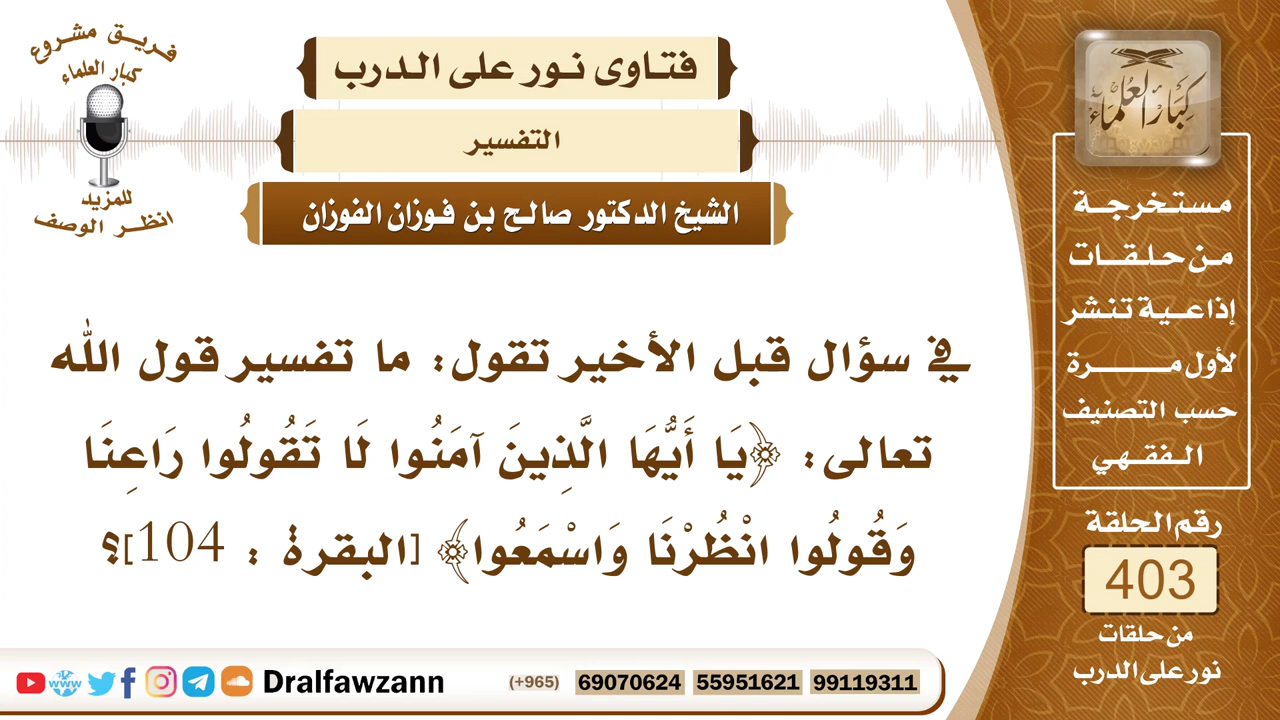 فريق مشروع
كبار العلماء
للمزيد
انظر الوصف
فتاوى نور على الدرب
التفسير
الشيخ الدكتور صالح بن فوزان الفوزان
في سؤال قبل الأخير تقول: ما تفسير قول الله
تعالى: ﴿يَا أَيُّهَا الَّذِينَ آمَنُوا لَا تَقُولُوا رَاعِنَا
وَقُولُوا انْظُرْنَا وَاسْمَعُوا﴾ [البقرة : 104]؟
كبار العلماء
مستخرجة
من حلقات
إذاعية تنشر
لأول مرة
حسب التصنيف
الفقهي
رقم الحلقة
403
من حلقات
نور على الدرب
www
Dralfawzann
(+965) 69070624 55951621 99119311